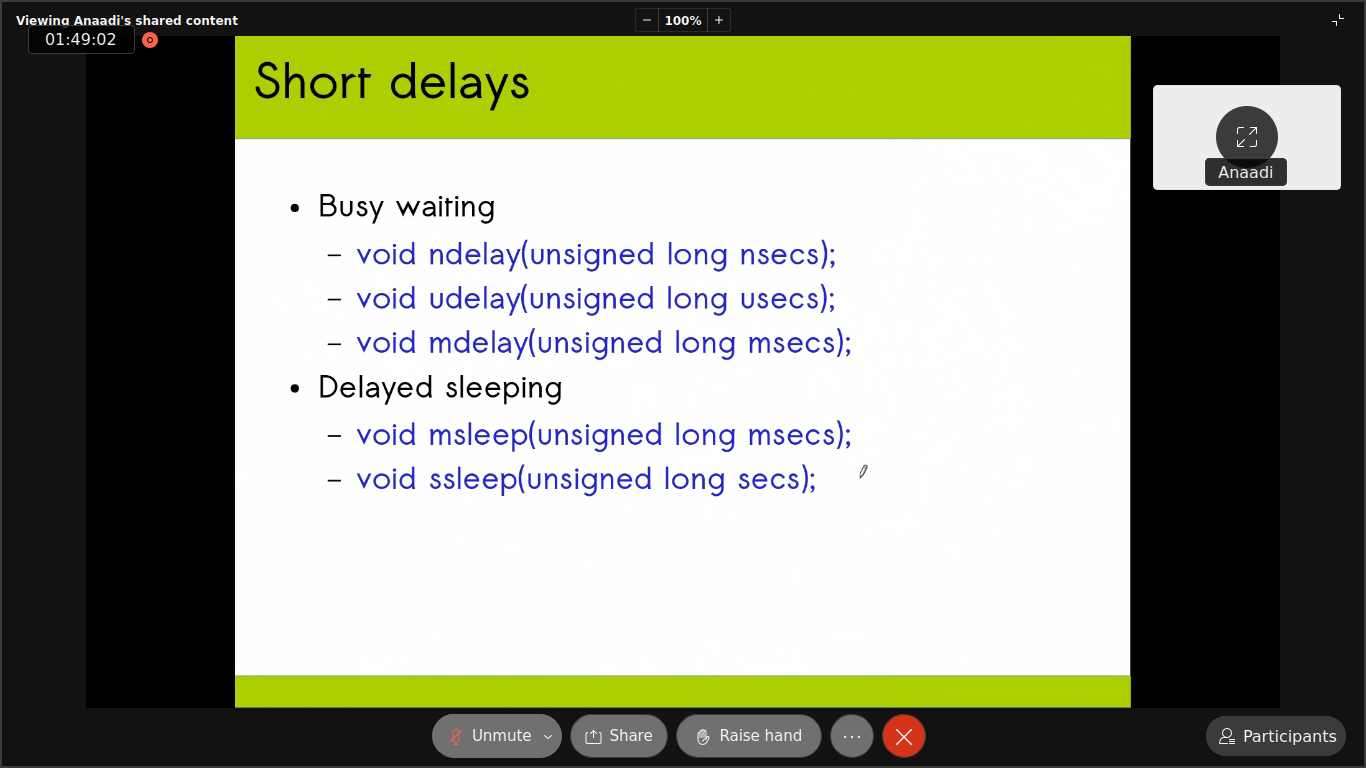 Viewing Anaadi's shared content
− 100% +
01:49:02
Short delays
Anaadi
• Busy waiting
– void ndelay(unsigned long nsecs);
– void udelay(unsigned long usecs);
– void mdelay(unsigned long msecs);
• Delayed sleeping
– void msleep(unsigned long msecs);
– void ssleep(unsigned long secs);
Unmute Share Raise hand ... Participants